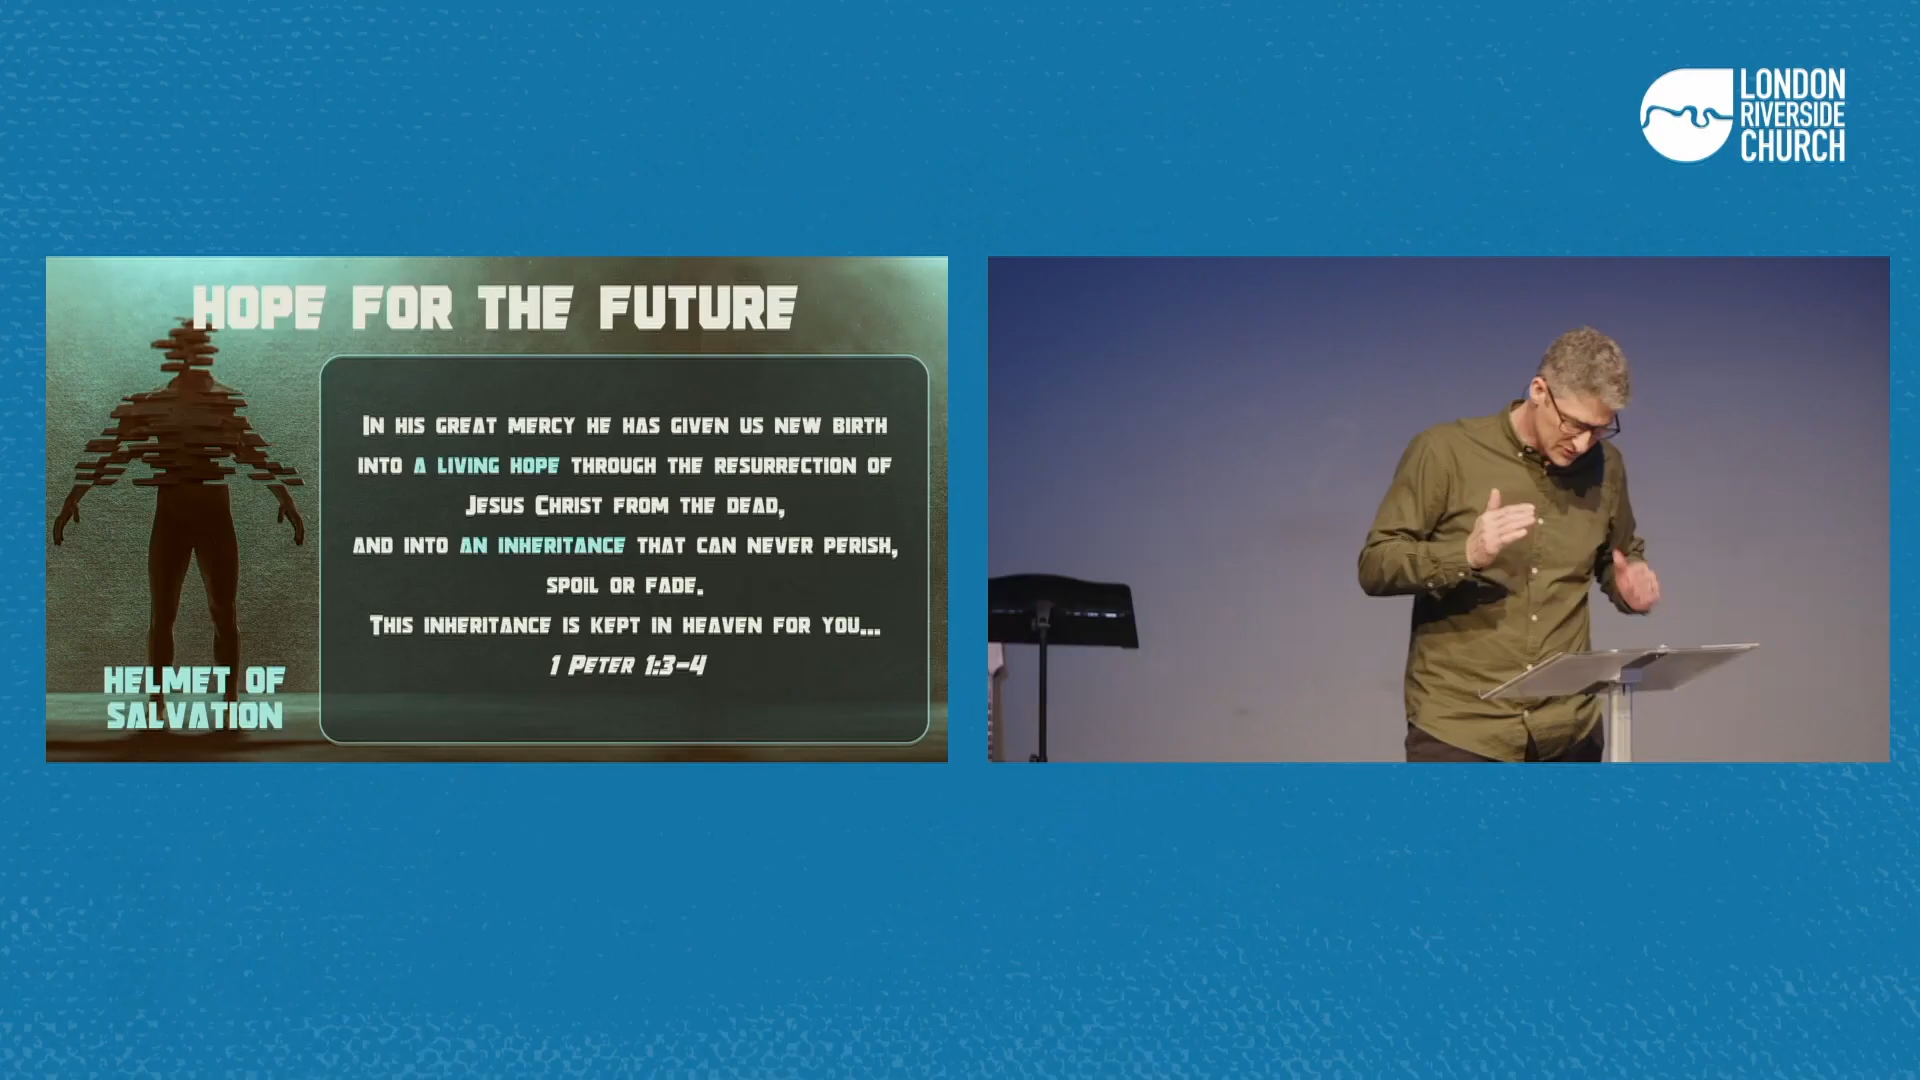 LONDON
RIVERSIDE
CHURCH
HOPE FOR THE FUTURE
In his great mercy he has given us new birth
into a living hope through the resurrection of
Jesus Christ from the dead,
and into an inheritance that can never perish,
spoil or fade.
This inheritance is kept in heaven for you...
1 Peter 1:3-4
HELMET OF
SALVATION